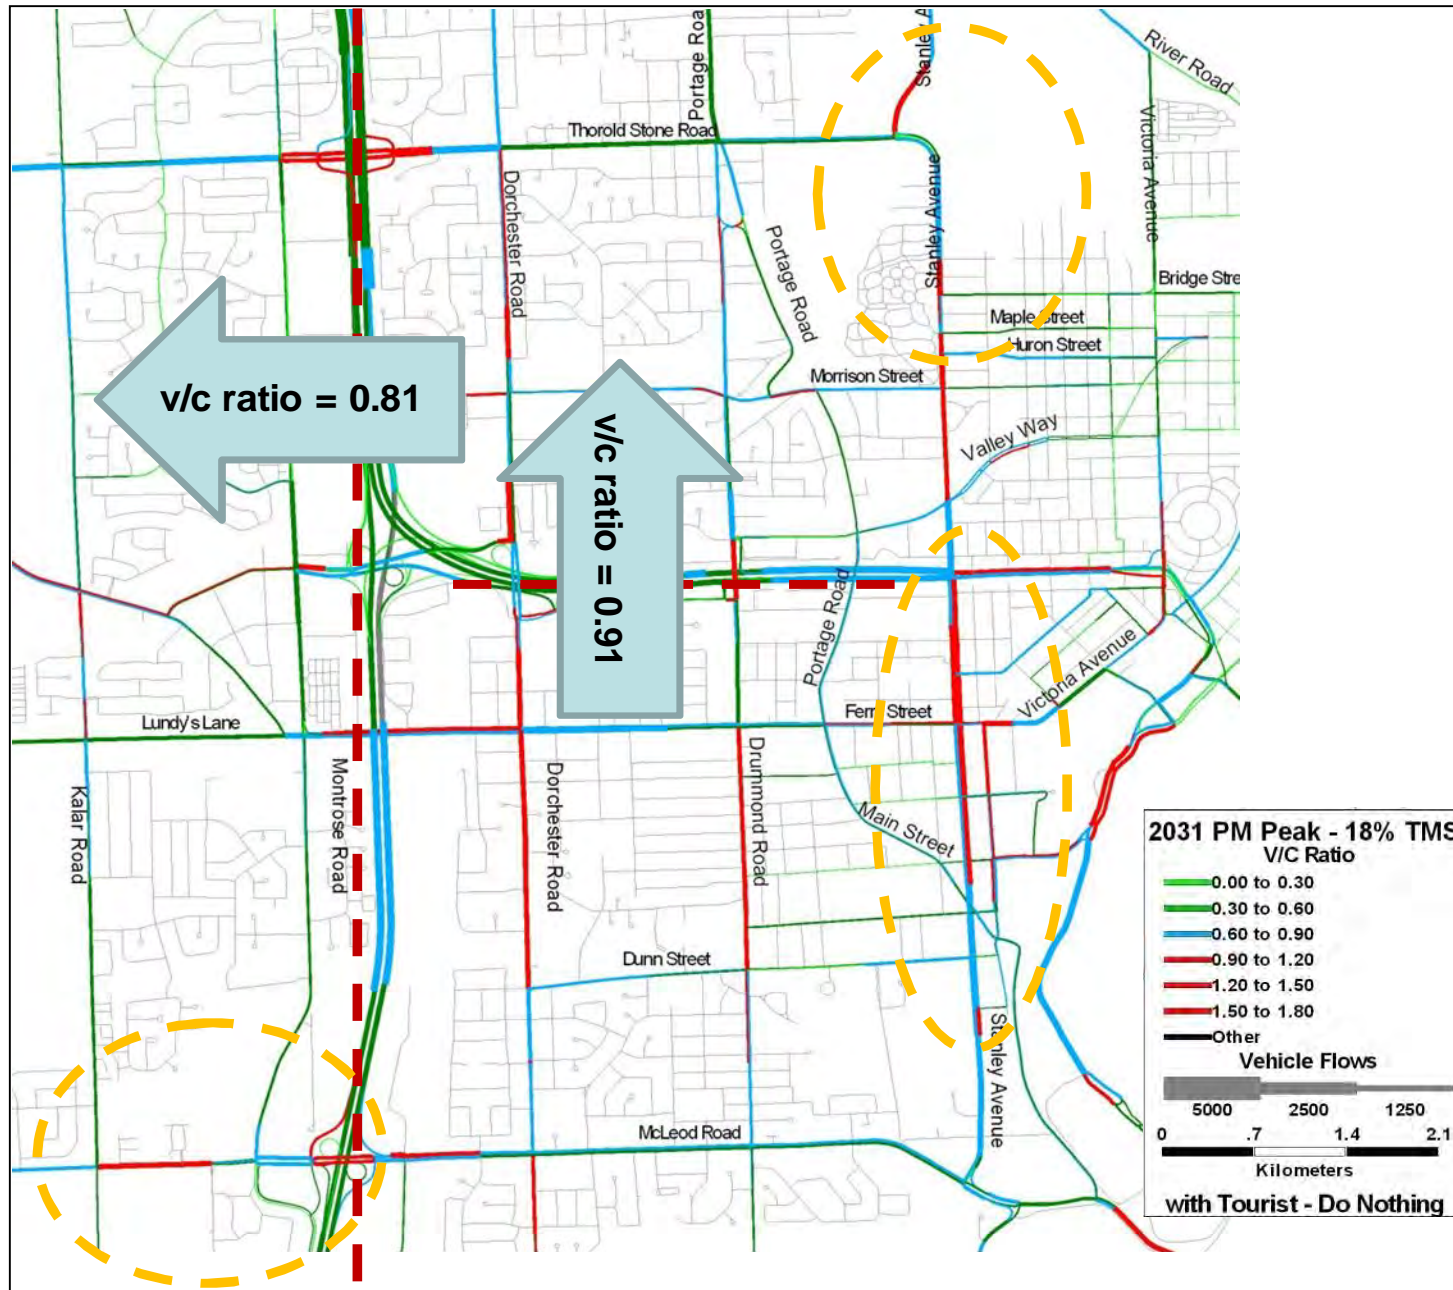 Portage Roa
Stanley A
River Road
Thorold Stone Road
Victoria Avenue
Dorchester Road
Stanley Avenue
Portage Road
Bridge Stre
Maple Street
Huron Street
v/c ratio = 0.81
Morrison Street
v/c ratio = 0.91
Valley Way
Portage Road
Victoria Avenue
Lundy's Lane
Ferry Street
Kalar Road
Montrose Road
Dorchester Road
Drummond Road
Main Street
Dunn Street
Stanley Avenue
McLeod Road
2031 PM Peak - 18% TMS
V/C Ratio
0.00 to 0.30
0.30 to 0.60
0.60 to 0.90
0.90 to 1.20
1.20 to 1.50
1.50 to 1.80
Other
Vehicle Flows
5000 2500 1250
0 .7 1.4 2.1
Kilometers
with Tourist - Do Nothing